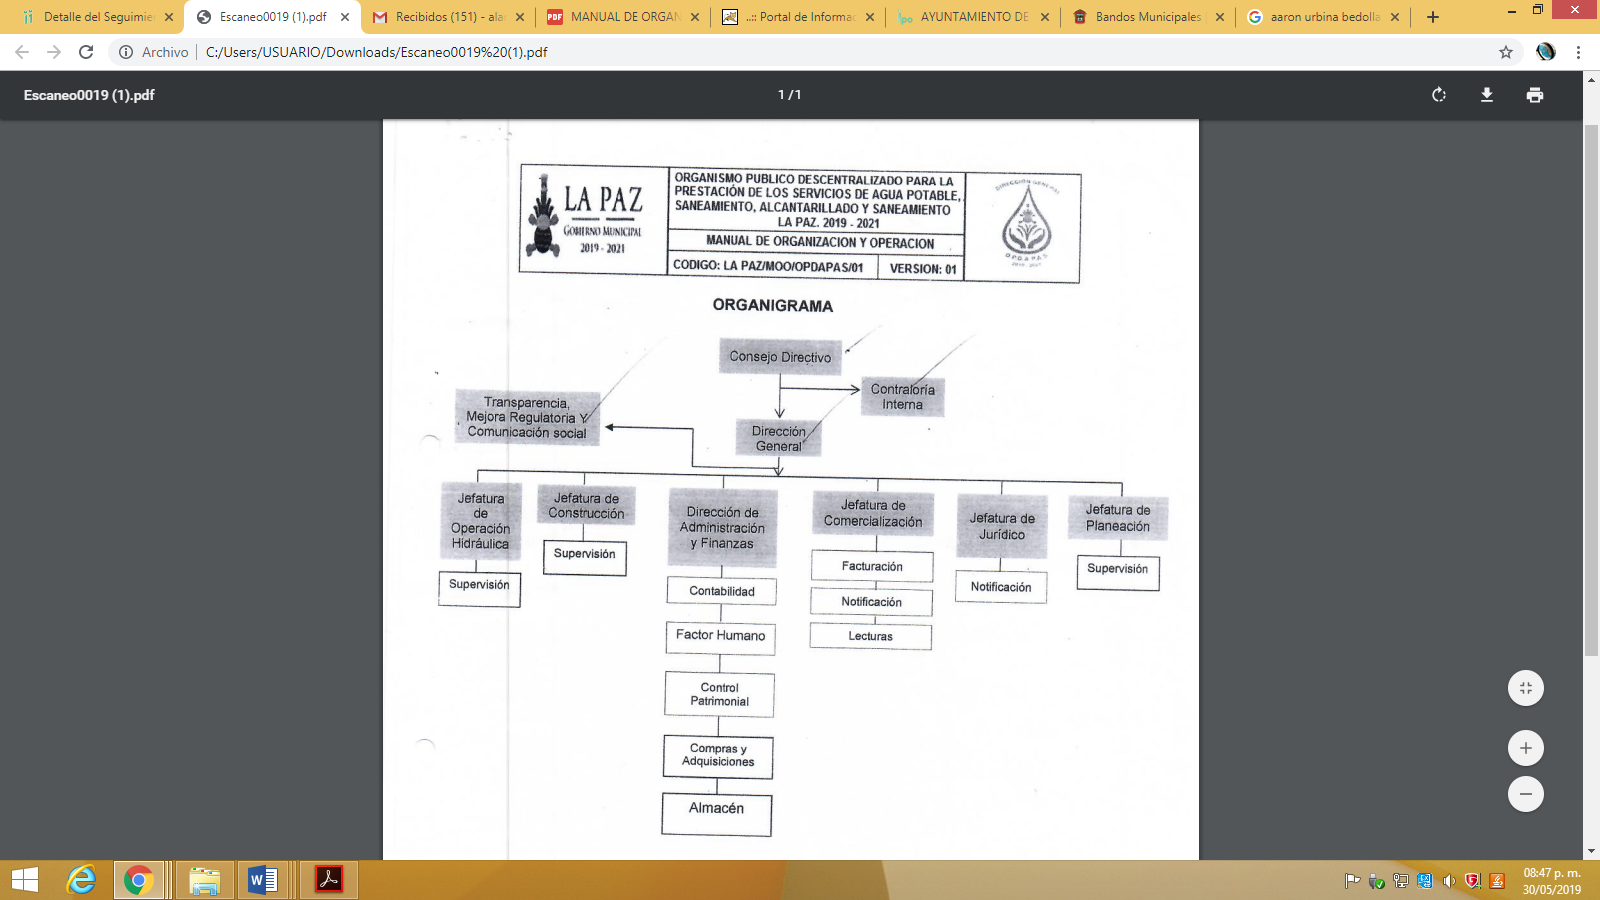 Detalle del Seguimie
Escaneo0019 (1).pdf
Recibidos (151) - alar
MANUAL DE ORGAN
..:: Portal de Informac
AYUNTAMIENTO DE
Bandos Municipales
aaron urbina bedolla
Archivo
C:/Users/USUARIO/Downloads/Escaneo0019%20(1).pdf
Escaneo0019 (1).pdf
1 / 1
LA PAZ
GOBIERNO MUNICIPAL
2019 - 2021
ORGANISMO PUBLICO DESCENTRALIZADO PARA LA
PRESTACIÓN DE LOS SERVICIOS DE AGUA POTABLE,
SANEAMIENTO, ALCANTARILLADO Y SANEAMIENTO
LA PAZ. 2019 - 2021
MANUAL DE ORGANIZACION Y OPERACION
CODIGO: LA PAZ/MOO/OPDAPAS/01
VERSION: 01
DIRECCIÓN GENERAL
O.P.D.A.P.A.S.
2019 - 2021
ORGANIGRAMA
Consejo Directivo
Contraloría
Interna
Transparencia,
Mejora Regulatoria Y
Comunicación social
Dirección
General
Jefatura
de
Operación
Hidráulica
Supervisión
Jefatura de
Construcción
Supervisión
Dirección de
Administración
y Finanzas
Contabilidad
Factor Humano
Control
Patrimonial
Compras y
Adquisiciones
Almacén
Jefatura de
Comercialización
Facturación
Notificación
Lecturas
Jefatura de
Jurídico
Notificación
Jefatura de
Planeación
Supervisión
08:47 p. m.
30/05/2019